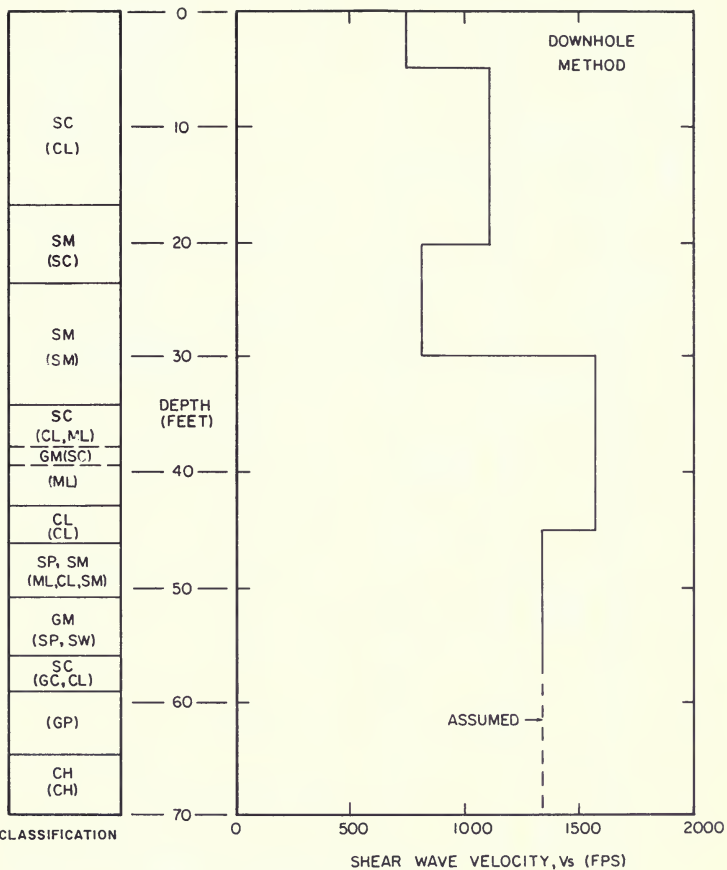 0
DOWNHOLE
METHOD
SC
(CL)
10
SM
(SC)
20
SM
(SM)
30
DEPTH
(FEET)
SC
(CL,ML)
GM(SC)
40
(ML)
CL
(CL)
SP, SM
(ML,CL,SM)
50
GM
(SP, SW)
SC
(GC, CL)
60
(GP)
ASSUMED
CH
(CH)
70
CLASSIFICATION
0
500
1000
1500
2000
SHEAR WAVE VELOCITY, Vs (FPS)